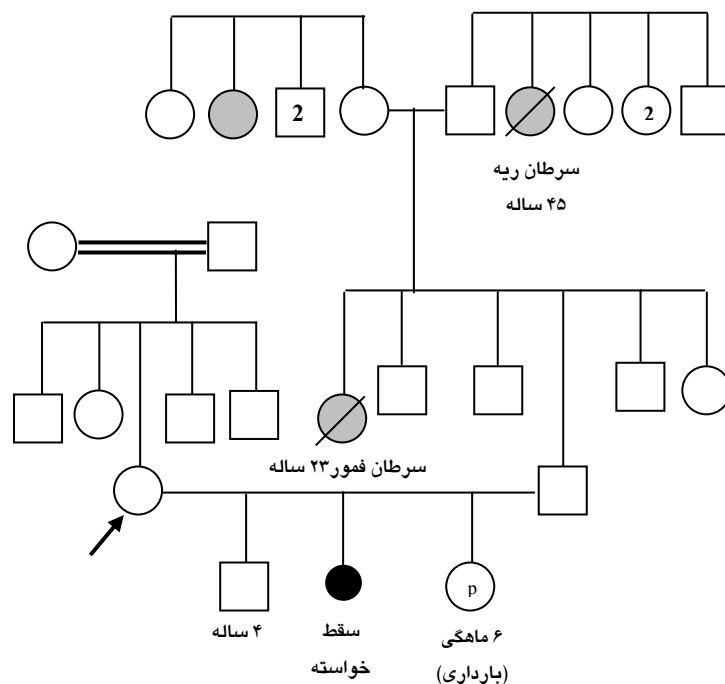 2
2
سرطان ریه
۴۵ ساله
سرطان فمور۲۳ ساله
p
۴ ساله
سقط
خواسته
۶ ماهگی
(بارداری)